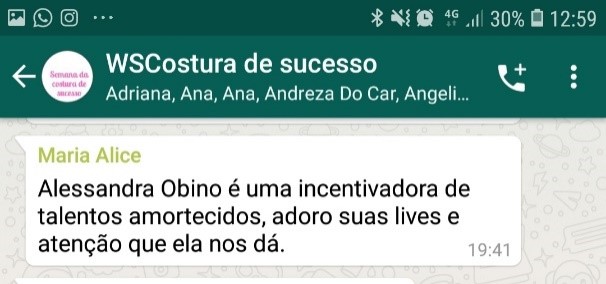 4G 30% 12:59
Semana da
costura de
sucesso
WSCostura de sucesso
Adriana, Ana, Ana, Andreza Do Car, Angeli...
Maria Alice
Alessandra Obino é uma incentivadora de
talentos amortecidos, adoro suas lives e
atenção que ela nos dá.
19:41